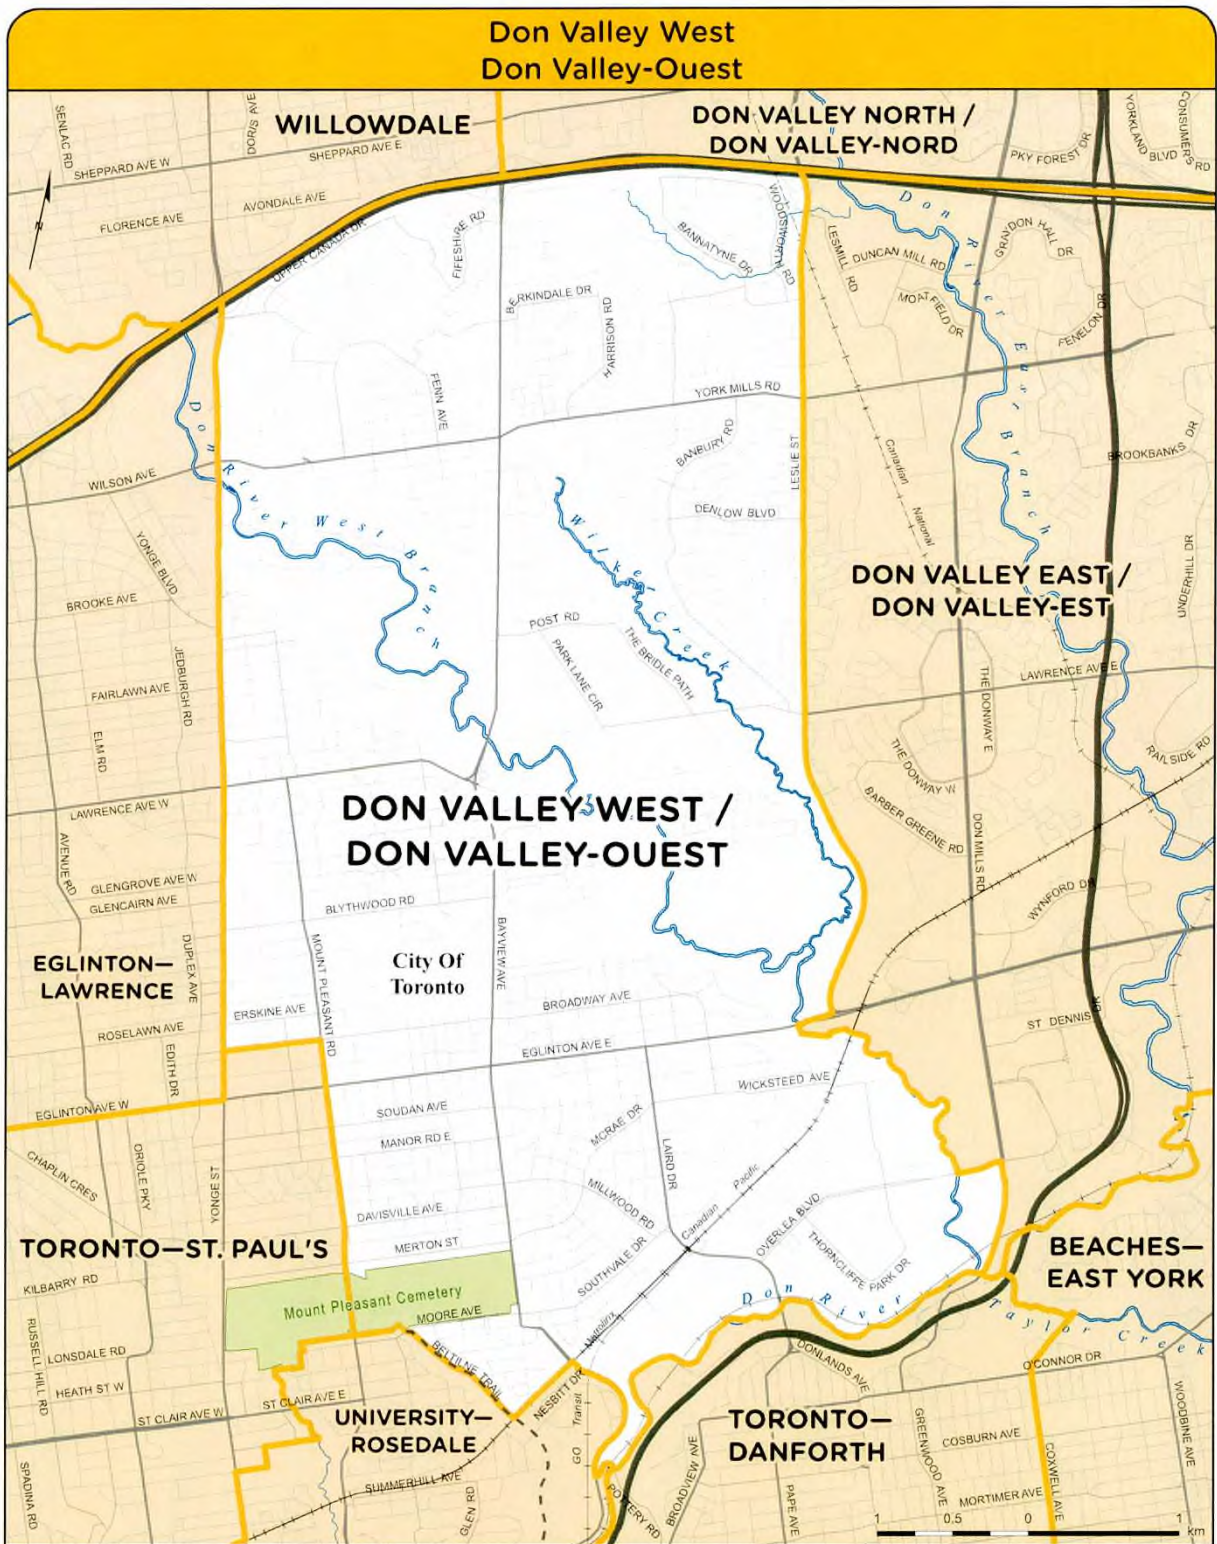 Don Valley West
Don Valley-Ouest
WILLOWDALE
DON VALLEY NORTH /
DON VALLEY-NORD
SENLAC RD
DORIS AVE
SHEPPARD AVE W
SHEPPARD AVE E
PKY FOREST DR
YORKLAND BLVD
CONSUMERS RD
FLORENCE AVE
AVONDALE AVE
UPPER CANADA DR
FIFESHIRE RD
BANNATYNE DR
WOODSWORTH RD
LESMILL RD
DUNCAN MILL RD
GRAYDON HALL DR
MOATFIELD DR
FENELON DR
N
BERKINDALE DR
HARRISON RD
FENN AVE
YORK MILLS RD
BANBURY RD
LESLIE ST
DENLOW BLVD
Don River East Branch
Canadian National
BROOKBANKS DR
WILSON AVE
Don River West Branch
Wilket Creek
YONGE BLVD
BROOKE AVE
DON VALLEY EAST /
DON VALLEY-EST
UNDERHILL DR
POST RD
PARK LANE CIR
THE BRIDLE PATH
JEDBURGH RD
FAIRLAWN AVE
ELM RD
LAWRENCE AVE E
THE DONWAY E
THE DONWAY W
RAILSIDE RD
BARBER GREENE RD
LAWRENCE AVE W
DON VALLEY WEST /
DON VALLEY-OUEST
AVENUE RD
GLENGROVE AVE W
GLENCAIRN AVE
BLYTHWOOD RD
DON MILLS RD
WYNFORD DR
EGLINTON—
LAWRENCE
DUPLEX AVE
MOUNT PLEASANT RD
City Of
Toronto
BAYVIEW AVE
BROADWAY AVE
ERSKINE AVE
ROSELAWN AVE
EDITH DR
EGLINTON AVE E
ST DENNIS DR
WICKSTEED AVE
EGLINTON AVE W
SOUDAN AVE
MANOR RD E
MCRAE DR
LAIRD DR
CHAPLIN CRES
ORIOLE PKY
YONGE ST
Canadian Pacific
MILLWOOD RD
OVERLEA BLVD
DAVISVILLE AVE
MERTON ST
SOUTHVALE DR
THORNCLIFFE PARK DR
TORONTO—ST. PAUL'S
BEACHES—
EAST YORK
KILBARRY RD
Mount Pleasant Cemetery
MOORE AVE
Don River
Taylor Creek
Metrolinx
RUSSELL HILL RD
LONSDALE RD
BELTILNE TRAIL
DONLANDS AVE
O'CONNOR DR
HEATH ST W
ST CLAIR AVE E
ST CLAIR AVE W
NESBITT DR
GO Transit
UNIVERSITY—
ROSEDALE
TORONTO—
DANFORTH
WOODBINE AVE
GREENWOOD AVE
COSBURN AVE
COXWELL AVE
SPADINA RD
SUMMERHILL AVE
GLEN RD
POTTERY RD
BROADVIEW AVE
PAPE AVE
MORTIMER AVE
1 0.5 0 1
km